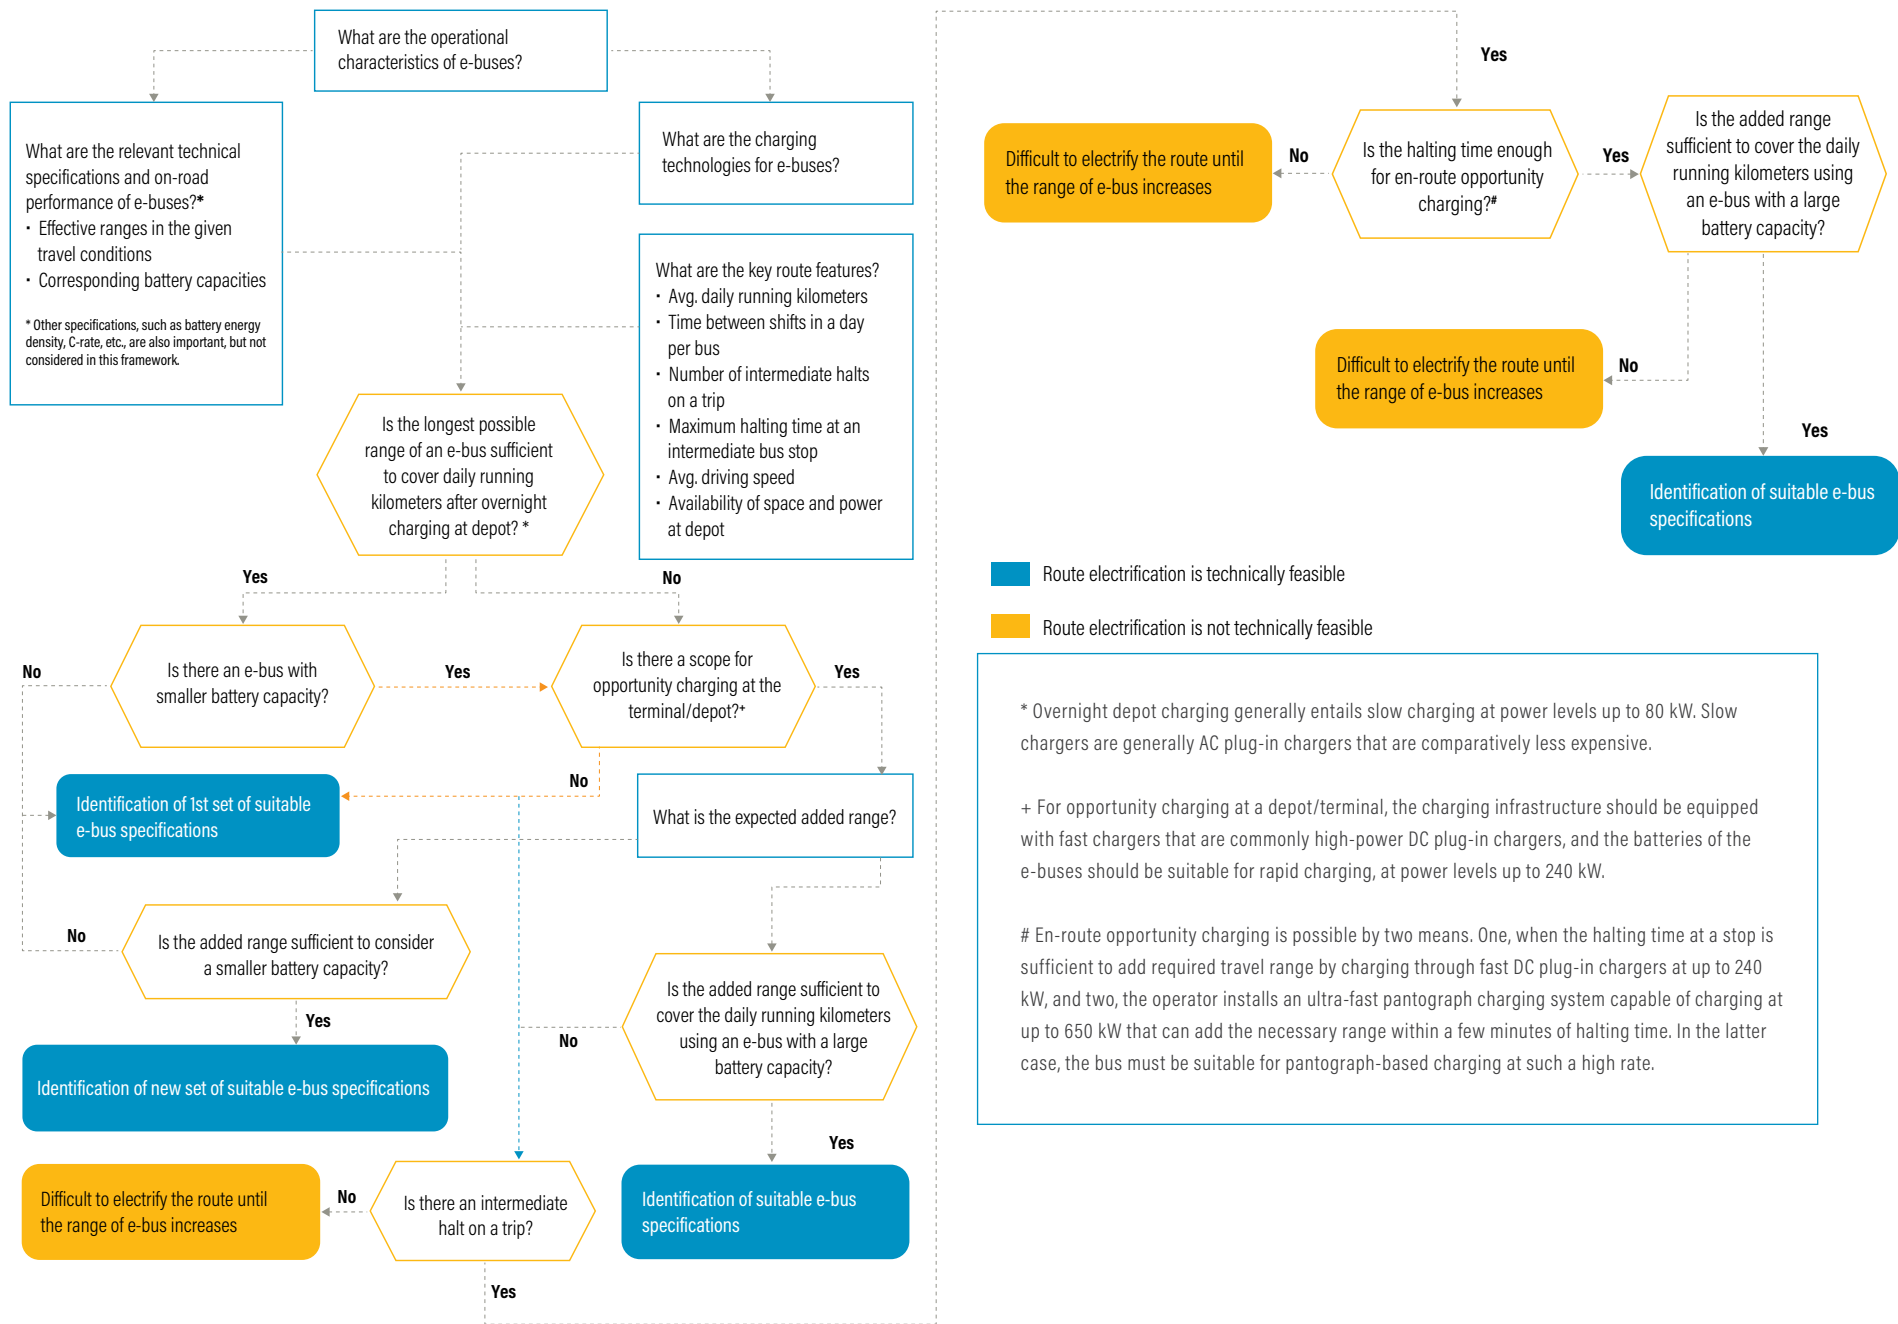 What are the operational
characteristics of e-buses?
What are the relevant technical
specifications and on-road
performance of e-buses?*
· Effective ranges in the given
travel conditions
· Corresponding battery capacities
* Other specifications, such as battery energy
density, C-rate, etc., are also important, but not
considered in this framework.
What are the charging
technologies for e-buses?
What are the key route features?
· Avg. daily running kilometers
· Time between shifts in a day
per bus
· Number of intermediate halts
on a trip
· Maximum halting time at an
intermediate bus stop
· Avg. driving speed
· Availability of space and power
at depot
Is the longest possible
range of an e-bus sufficient
to cover daily running
kilometers after overnight
charging at depot? *
Yes
No
No
Is there an e-bus with
smaller battery capacity?
Yes
Is there a scope for
opportunity charging at the
terminal/depot?+
Yes
No
Identification of 1st set of suitable
e-bus specifications
What is the expected added range?
No
Is the added range sufficient to consider
a smaller battery capacity?
Yes
Identification of new set of suitable e-bus specifications
Is the added range sufficient to
cover the daily running kilometers
using an e-bus with a large
battery capacity?
No
Yes
Identification of suitable e-bus
specifications
Difficult to electrify the route until
the range of e-bus increases
No
Is there an intermediate
halt on a trip?
Yes
Yes
Difficult to electrify the route until
the range of e-bus increases
No
Is the halting time enough
for en-route opportunity
charging?#
Yes
Is the added range
sufficient to cover the daily
running kilometers using
an e-bus with a large
battery capacity?
Difficult to electrify the route until
the range of e-bus increases
No
Yes
Identification of suitable e-bus
specifications
Route electrification is technically feasible
Route electrification is not technically feasible
* Overnight depot charging generally entails slow charging at power levels up to 80 kW. Slow
chargers are generally AC plug-in chargers that are comparatively less expensive.
+ For opportunity charging at a depot/terminal, the charging infrastructure should be equipped
with fast chargers that are commonly high-power DC plug-in chargers, and the batteries of the
e-buses should be suitable for rapid charging, at power levels up to 240 kW.
# En-route opportunity charging is possible by two means. One, when the halting time at a stop is
sufficient to add required travel range by charging through fast DC plug-in chargers at up to 240
kW, and two, the operator installs an ultra-fast pantograph charging system capable of charging at
up to 650 kW that can add the necessary range within a few minutes of halting time. In the latter
case, the bus must be suitable for pantograph-based charging at such a high rate.